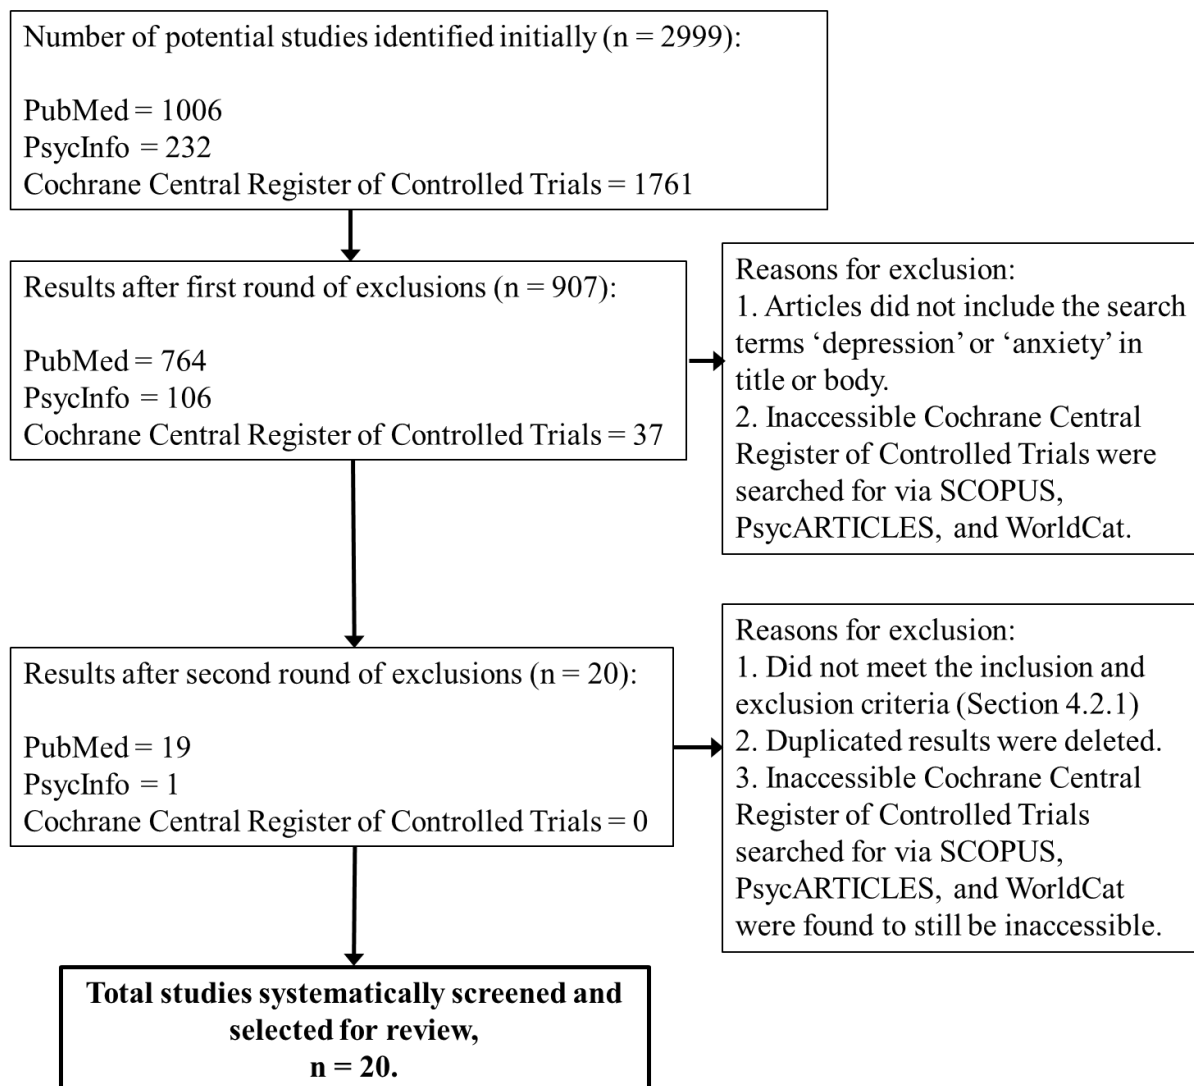 Number of potential studies identified initially (n = 2999):
PubMed = 1006
PsycInfo = 232
Cochrane Central Register of Controlled Trials = 1761
Results after first round of exclusions (n = 907):
PubMed = 764
PsycInfo = 106
Cochrane Central Register of Controlled Trials = 37
Reasons for exclusion:
1. Articles did not include the search
terms ‘depression’ or ‘anxiety’ in
title or body.
2. Inaccessible Cochrane Central
Register of Controlled Trials were
searched for via SCOPUS,
PsycARTICLES, and WorldCat.
Results after second round of exclusions (n = 20):
PubMed = 19
PsycInfo = 1
Cochrane Central Register of Controlled Trials = 0
Reasons for exclusion:
1. Did not meet the inclusion and
exclusion criteria (Section 4.2.1)
2. Duplicated results were deleted.
3. Inaccessible Cochrane Central
Register of Controlled Trials
searched for via SCOPUS,
PsycARTICLES, and WorldCat
were found to still be inaccessible.
Total studies systematically screened and
selected for review,
n = 20.